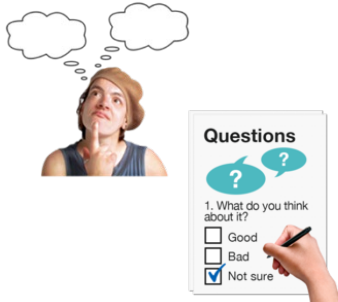 Questions
? ?
1. What do you think
about it?
Good
Bad
Not sure